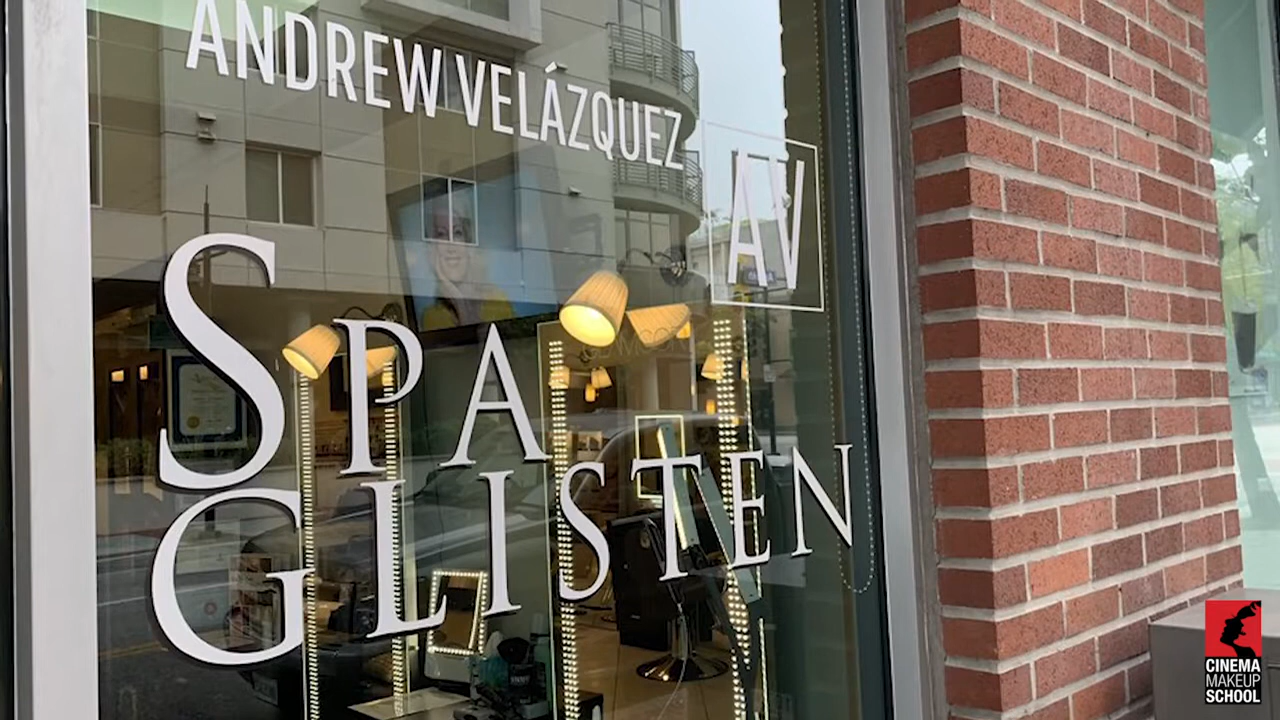 ANDREW VELÁZQUEZ
AV
SPA
GLISTEN
CINEMA
MAKEUP
SCHOOL